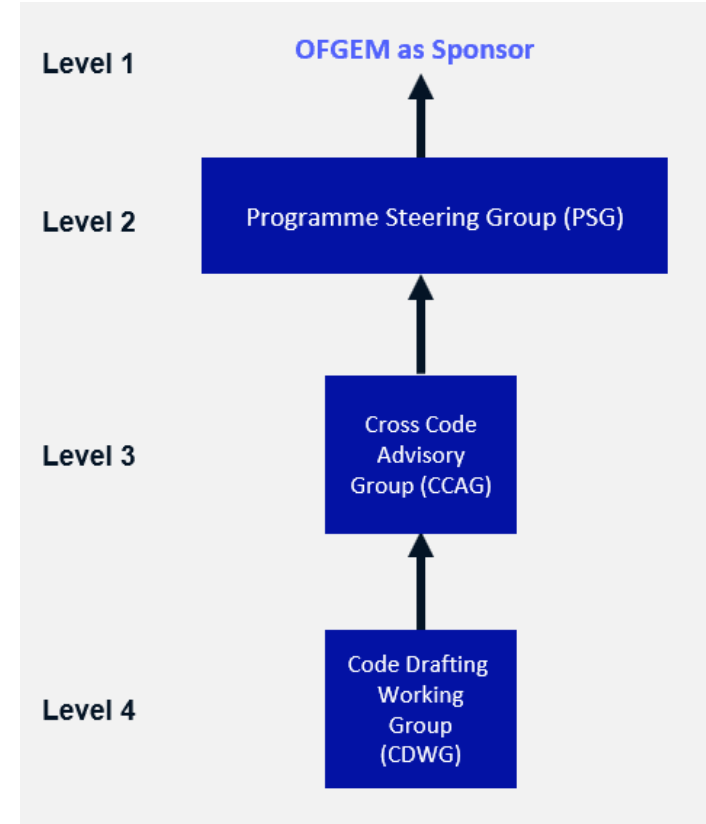 Level 1
OFGEM as Sponsor
Level 2
Programme Steering Group (PSG)
Level 3
Cross Code
Advisory
Group (CCAG)
Level 4
Code Drafting
Working
Group
(CDWG)